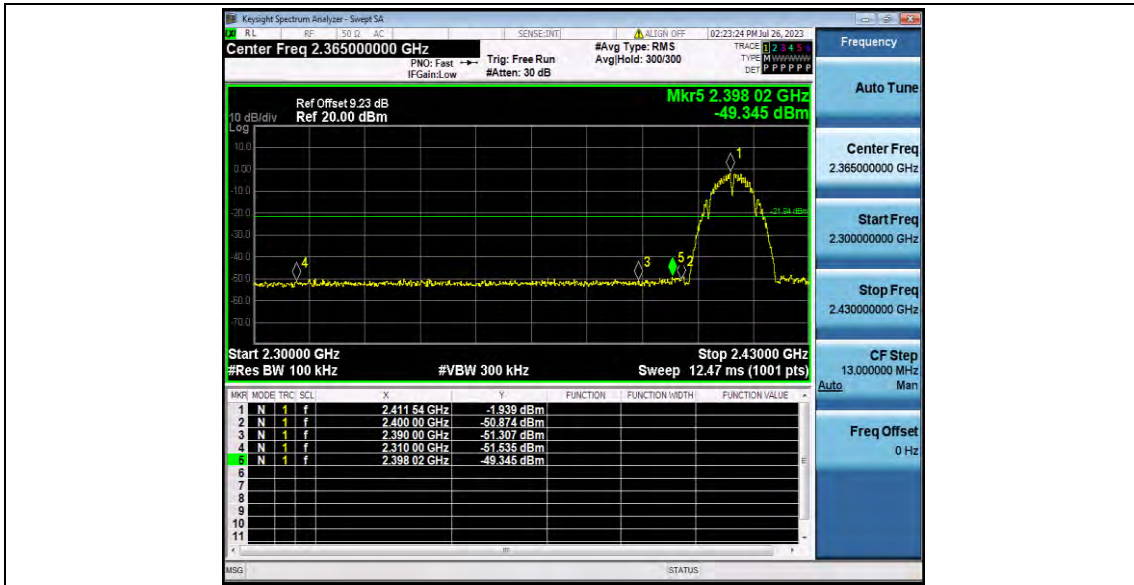 Keysight Spectrum Analyzer - Swept SA
RL RF 50 Ω AC SENSE:INT ALIGN OFF 02:23:24 PM Jul 26, 2023
Center Freq 2.365000000 GHz
PNO: Fast
IFGain:Low
Trig: Free Run
#Atten: 30 dB
#Avg Type: RMS
Avg|Hold: 300/300
TRACE 1 2 3 4 5 6
TYPE M WWWWW
DET P P P P P P
Ref Offset 9.23 dB
10 dB/div Ref 20.00 dBm
Log
Mkr5 2.398 02 GHz
-49.345 dBm
10.0
0.00
-10.0
-20.0
-30.0
-40.0
-50.0
-60.0
-70.0
1
-21.94 dBm
4
3
5
2
Start 2.30000 GHz Stop 2.43000 GHz
#Res BW 100 kHz #VBW 300 kHz Sweep 12.47 ms (1001 pts)
MKR MODE TRC SCL X Y FUNCTION FUNCTION WIDTH FUNCTION VALUE
1 N 1 f 2.411 54 GHz -1.939 dBm
2 N 1 f 2.400 00 GHz -50.874 dBm
3 N 1 f 2.390 00 GHz -51.307 dBm
4 N 1 f 2.310 00 GHz -51.535 dBm
5 N 1 f 2.398 02 GHz -49.345 dBm
6
7
8
9
10
11
MSG STATUS
Frequency
Auto Tune
Center Freq
2.365000000 GHz
Start Freq
2.300000000 GHz
Stop Freq
2.430000000 GHz
CF Step
13.000000 MHz
Auto Man
Freq Offset
0 Hz